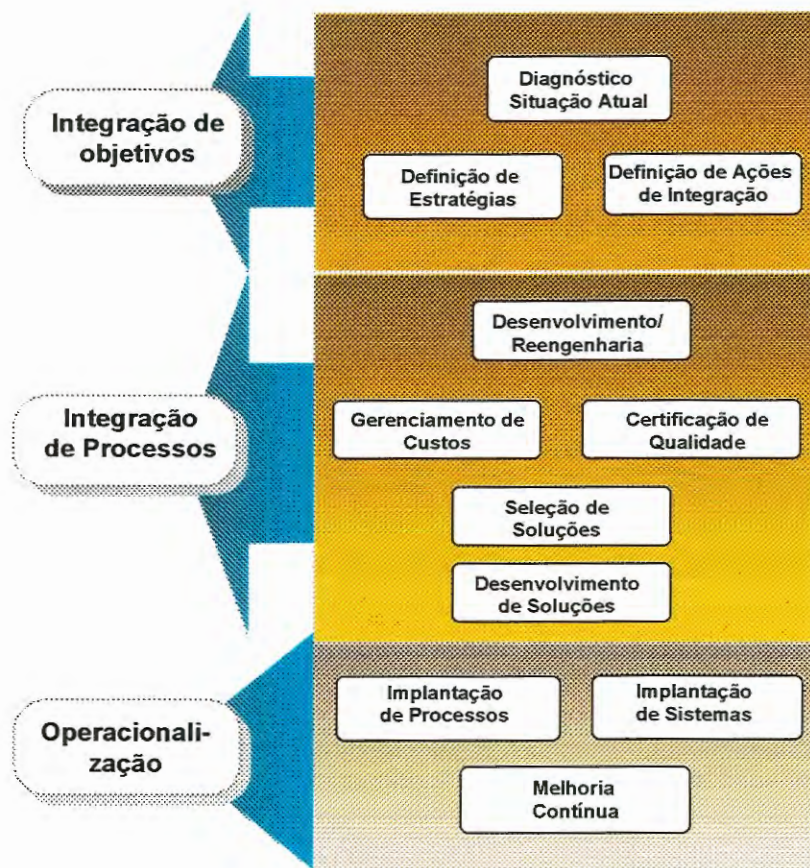 Diagnóstico
Situação Atual
Integração de
objetivos
Definição de
Estratégias
Definição de Ações
de Integração
Desenvolvimento/
Reengenharia
Integração
de Processos
Gerenciamento de
Custos
Certificação de
Qualidade
Seleção de
Soluções
Desenvolvimento
de Soluções
Implantação
de Processos
Implantação
de Sistemas
Operacionali-
zação
Melhoria
Contínua